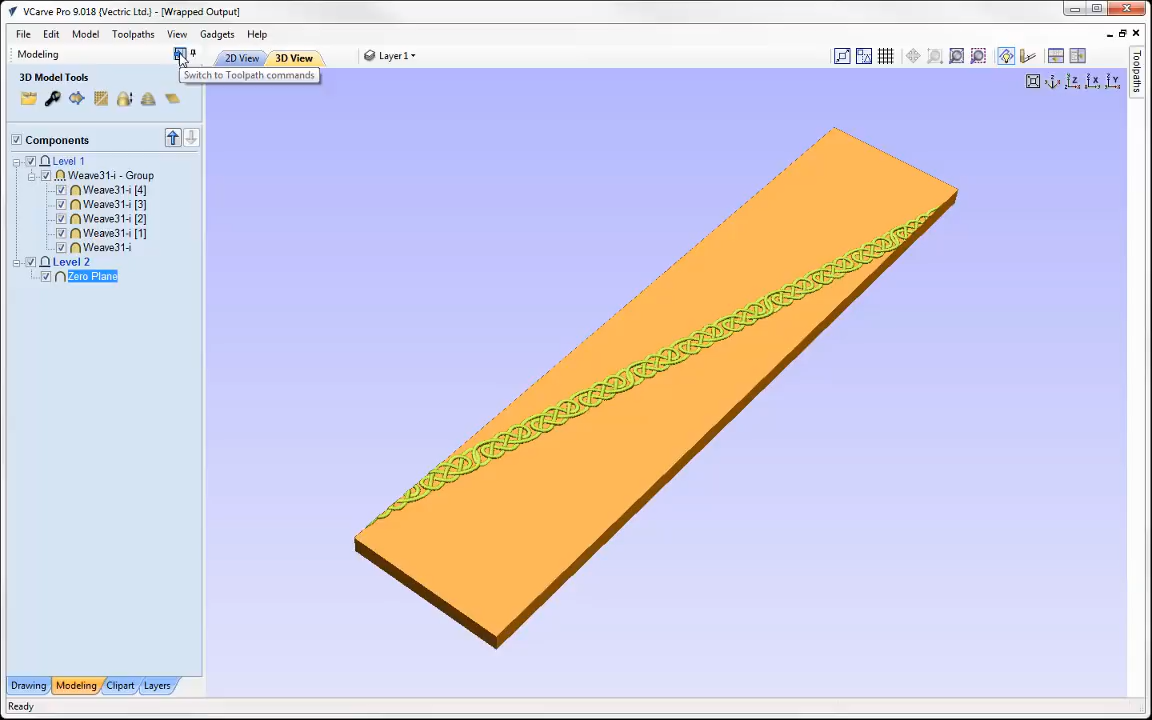 VCarve Pro 9.018 {Vectric Ltd.} - [Wrapped Output]
File Edit Model Toolpaths View Gadgets Help
Modeling
2D View 3D View Layer1
Switch to Toolpath commands
Toolpaths
3D Model Tools
Components
Level 1
Weave31-i - Group
Weave31-i [4]
Weave31-i [3]
Weave31-i [2]
Weave31-i [1]
Weave31-i
Level 2
Zero Plane
Drawing Modeling Clipart Layers
Ready